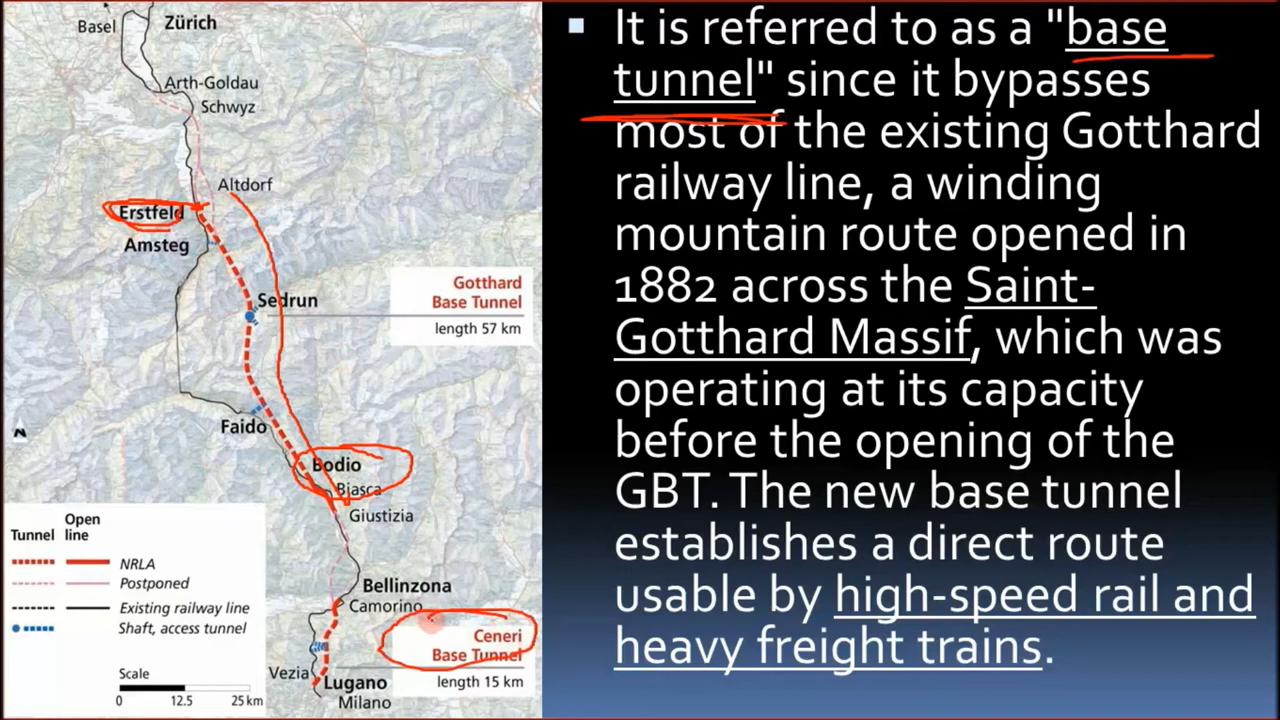 Basel
Zürich
Arth-Goldau
Schwyz
Altdorf
Erstfeld
Amsteg
Sedrun
Gotthard
Base Tunnel
length 57 km
Faido
N
Bodio
Biasca
Giustizia
Tunnel Open line
NRLA
Postponed
Existing railway line
Shaft, access tunnel
Scale
0 12.5 25 km
Bellinzona
Camorino
Ceneri
Base Tunnel
length 15 km
Vezia
Lugano
Milano
▪ It is referred to as a "base
tunnel" since it bypasses
most of the existing Gotthard
railway line, a winding
mountain route opened in
1882 across the Saint-
Gotthard Massif, which was
operating at its capacity
before the opening of the
GBT. The new base tunnel
establishes a direct route
usable by high-speed rail and
heavy freight trains.